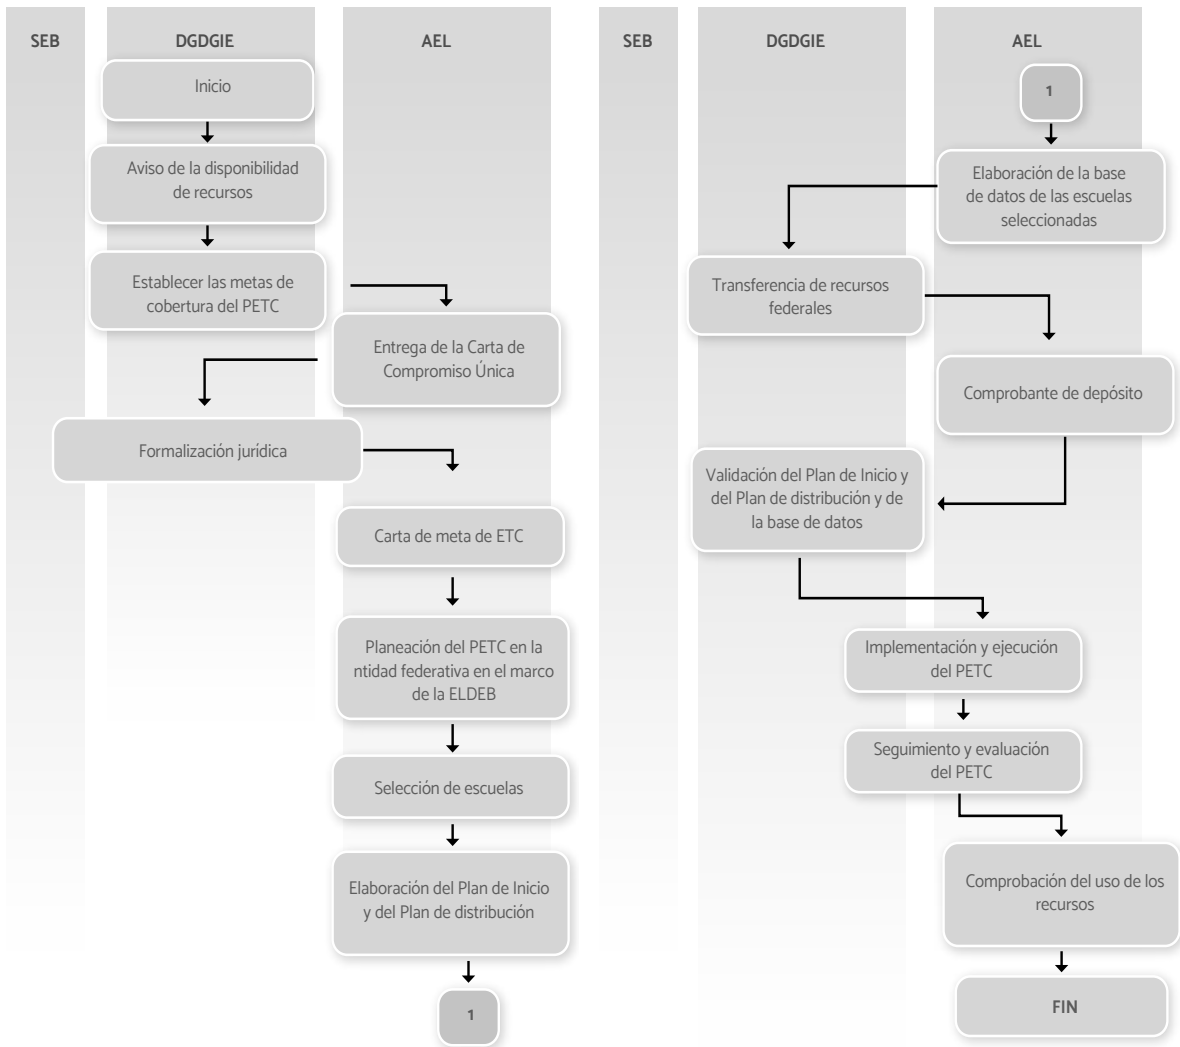 SEB
DGDGIE
AEL
Inicio
Aviso de la disponibilidad
de recursos
Establecer las metas de
cobertura del PETC
Entrega de la Carta de
Compromiso Única
Formalización jurídica
Carta de meta de ETC
Planeación del PETC en la
ntidad federativa en el marco
de la ELDEB
Selección de escuelas
Elaboración del Plan de Inicio
y del Plan de distribución
1
SEB
DGDGIE
AEL
1
Elaboración de la base
de datos de las escuelas
seleccionadas
Transferencia de recursos
federales
Comprobante de depósito
Validación del Plan de Inicio y
del Plan de distribución y de
la base de datos
Implementación y ejecución
del PETC
Seguimiento y evaluación
del PETC
Comprobación del uso de los
recursos
FIN